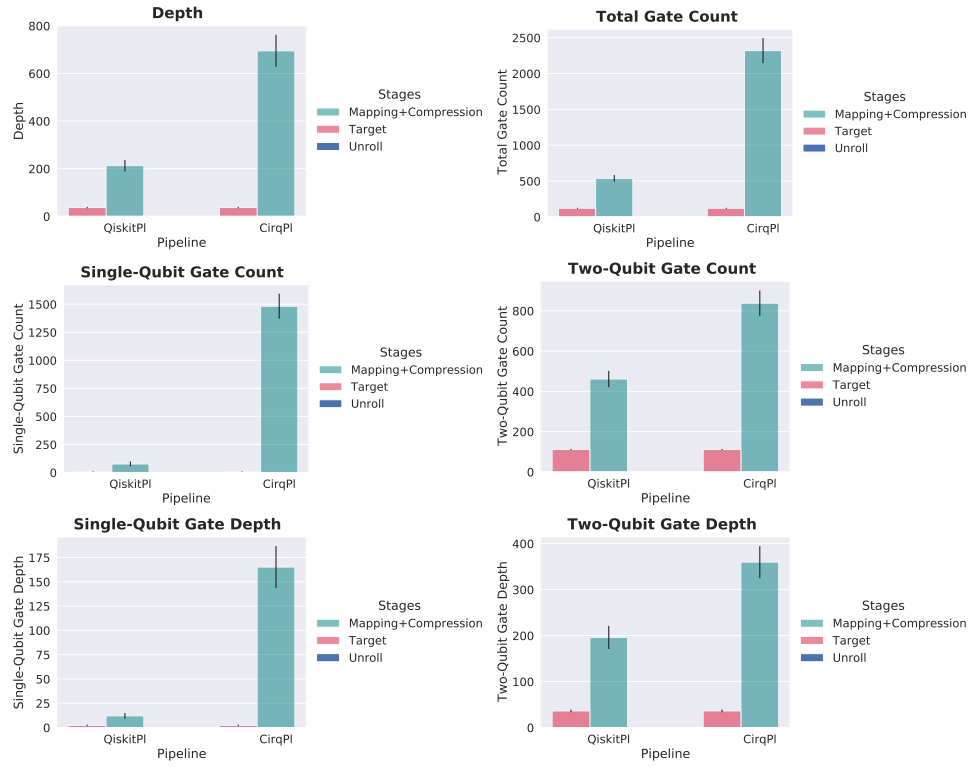 Depth
800
600
400
200
0
Depth
QiskitPl
CirqPl
Pipeline
Stages
Mapping+Compression
Target
Unroll
Total Gate Count
2500
2000
1500
1000
500
0
Total Gate Count
QiskitPl
CirqPl
Pipeline
Stages
Mapping+Compression
Target
Unroll
Single-Qubit Gate Count
1500
1250
1000
750
500
250
0
Single-Qubit Gate Count
QiskitPl
CirqPl
Pipeline
Stages
Mapping+Compression
Target
Unroll
Two-Qubit Gate Count
800
600
400
200
0
Two-Qubit Gate Count
QiskitPl
CirqPl
Pipeline
Stages
Mapping+Compression
Target
Unroll
Single-Qubit Gate Depth
175
150
125
100
75
50
25
0
Single-Qubit Gate Depth
QiskitPl
CirqPl
Pipeline
Stages
Mapping+Compression
Target
Unroll
Two-Qubit Gate Depth
400
300
200
100
0
Two-Qubit Gate Depth
QiskitPl
CirqPl
Pipeline
Stages
Mapping+Compression
Target
Unroll